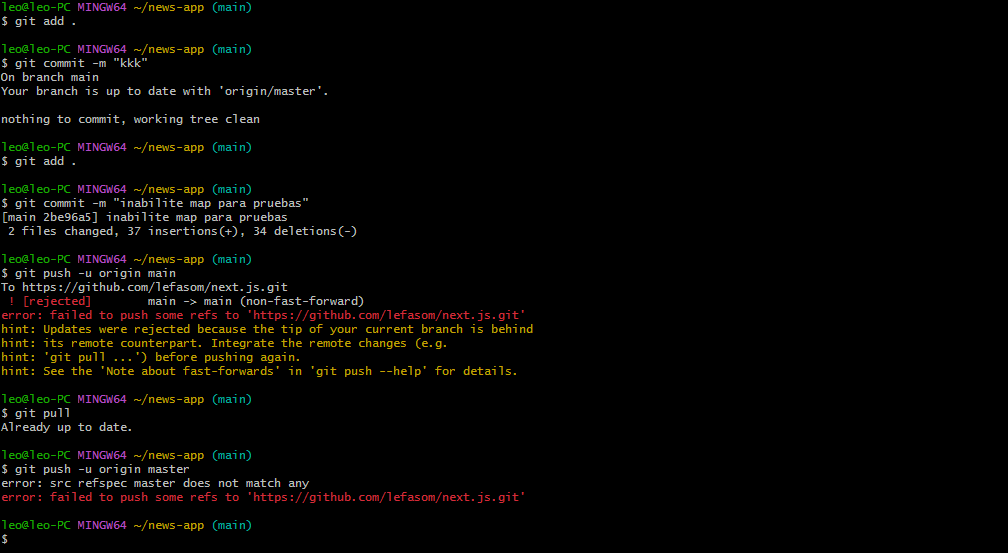 leo@leo-PC MINGW64 ~/news-app (main)
$ git add .
leo@leo-PC MINGW64 ~/news-app (main)
$ git commit -m "kkk"
On branch main
Your branch is up to date with 'origin/master'.
nothing to commit, working tree clean
leo@leo-PC MINGW64 ~/news-app (main)
$ git add .
leo@leo-PC MINGW64 ~/news-app (main)
$ git commit -m "inabilite map para pruebas"
[main 2be96a5] inabilite map para pruebas
 2 files changed, 37 insertions(+), 34 deletions(-)
leo@leo-PC MINGW64 ~/news-app (main)
$ git push -u origin main
To https://github.com/lefasom/next.js.git
 ! [rejected]        main -> main (non-fast-forward)
error: failed to push some refs to 'https://github.com/lefasom/next.js.git'
hint: Updates were rejected because the tip of your current branch is behind
hint: its remote counterpart. Integrate the remote changes (e.g.
hint: 'git pull ...') before pushing again.
hint: See the 'Note about fast-forwards' in 'git push --help' for details.
leo@leo-PC MINGW64 ~/news-app (main)
$ git pull
Already up to date.
leo@leo-PC MINGW64 ~/news-app (main)
$ git push -u origin master
error: src refspec master does not match any
error: failed to push some refs to 'https://github.com/lefasom/next.js.git'
leo@leo-PC MINGW64 ~/news-app (main)
$